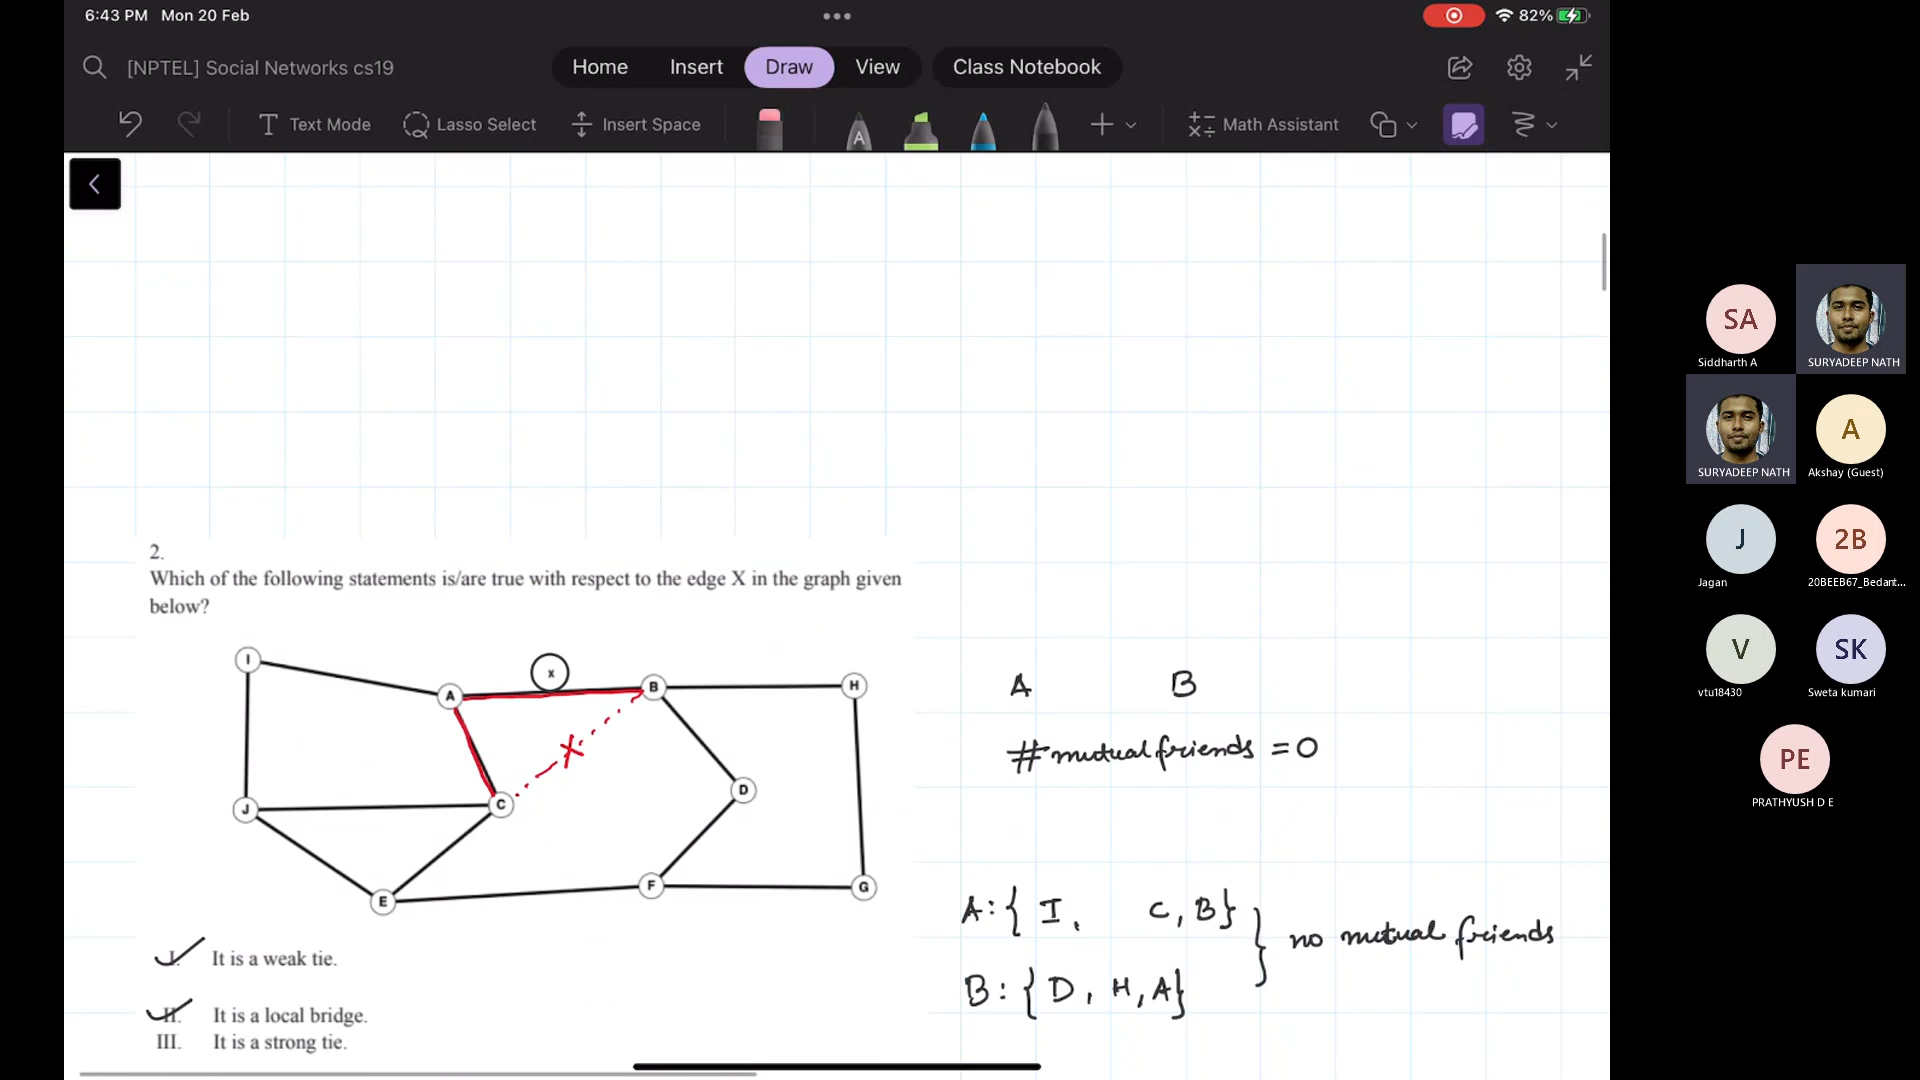 6:43 PM Mon 20 Feb
82%
[NPTEL] Social Networks cs19
Home Insert Draw View Class Notebook
Text Mode Lasso Select Insert Space A Math Assistant
2.
Which of the following statements is/are true with respect to the edge X in the graph given
below?
I
x
A
B
H
J
C
D
E
F
G
X
A B
#mutual friends = 0
A: { I, C, B}
B: { D, H, A}
} no mutual friends
I. It is a weak tie.
II. It is a local bridge.
III. It is a strong tie.
SA
Siddharth A
SURYADEEP NATH
SURYADEEP NATH
A
Akshay (Guest)
J
Jagan
2B
20BEEB67_Bedant...
V
vtu18430
SK
Sweta kumari
PE
PRATHYUSH D E